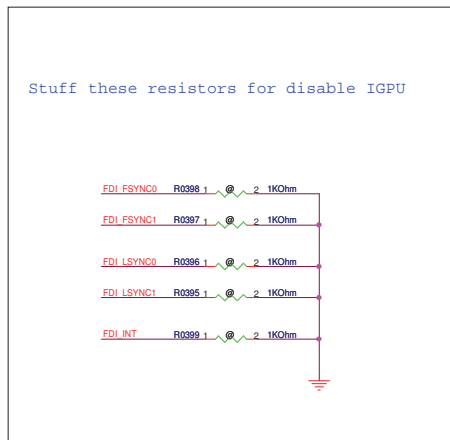 Stuff these resistors for disable IGPU
FDI_FSYNC0 R0398 1 @ 2 1KOhm
FDI_FSYNC1 R0397 1 @ 2 1KOhm
FDI_LSYNC0 R0396 1 @ 2 1KOhm
FDI_LSYNC1 R0395 1 @ 2 1KOhm
FDI_INT R0399 1 @ 2 1KOhm